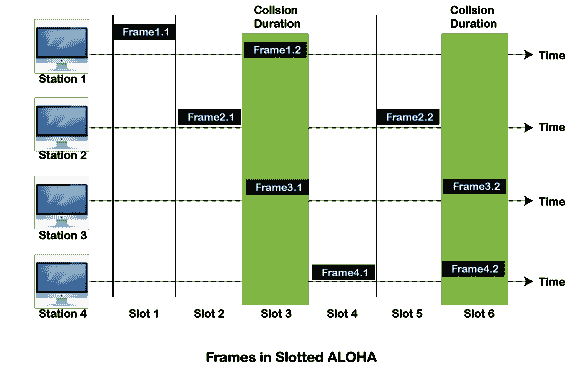 Collision
Duration
Collision
Duration
Frame1.1
Frame1.2
Time
Station 1
Frame2.1
Frame2.2
Time
Station 2
Frame3.1
Frame3.2
Time
Station 3
Frame4.1
Frame4.2
Time
Station 4
Slot 1
Slot 2
Slot 3
Slot 4
Slot 5
Slot 6
Frames in Slotted ALOHA